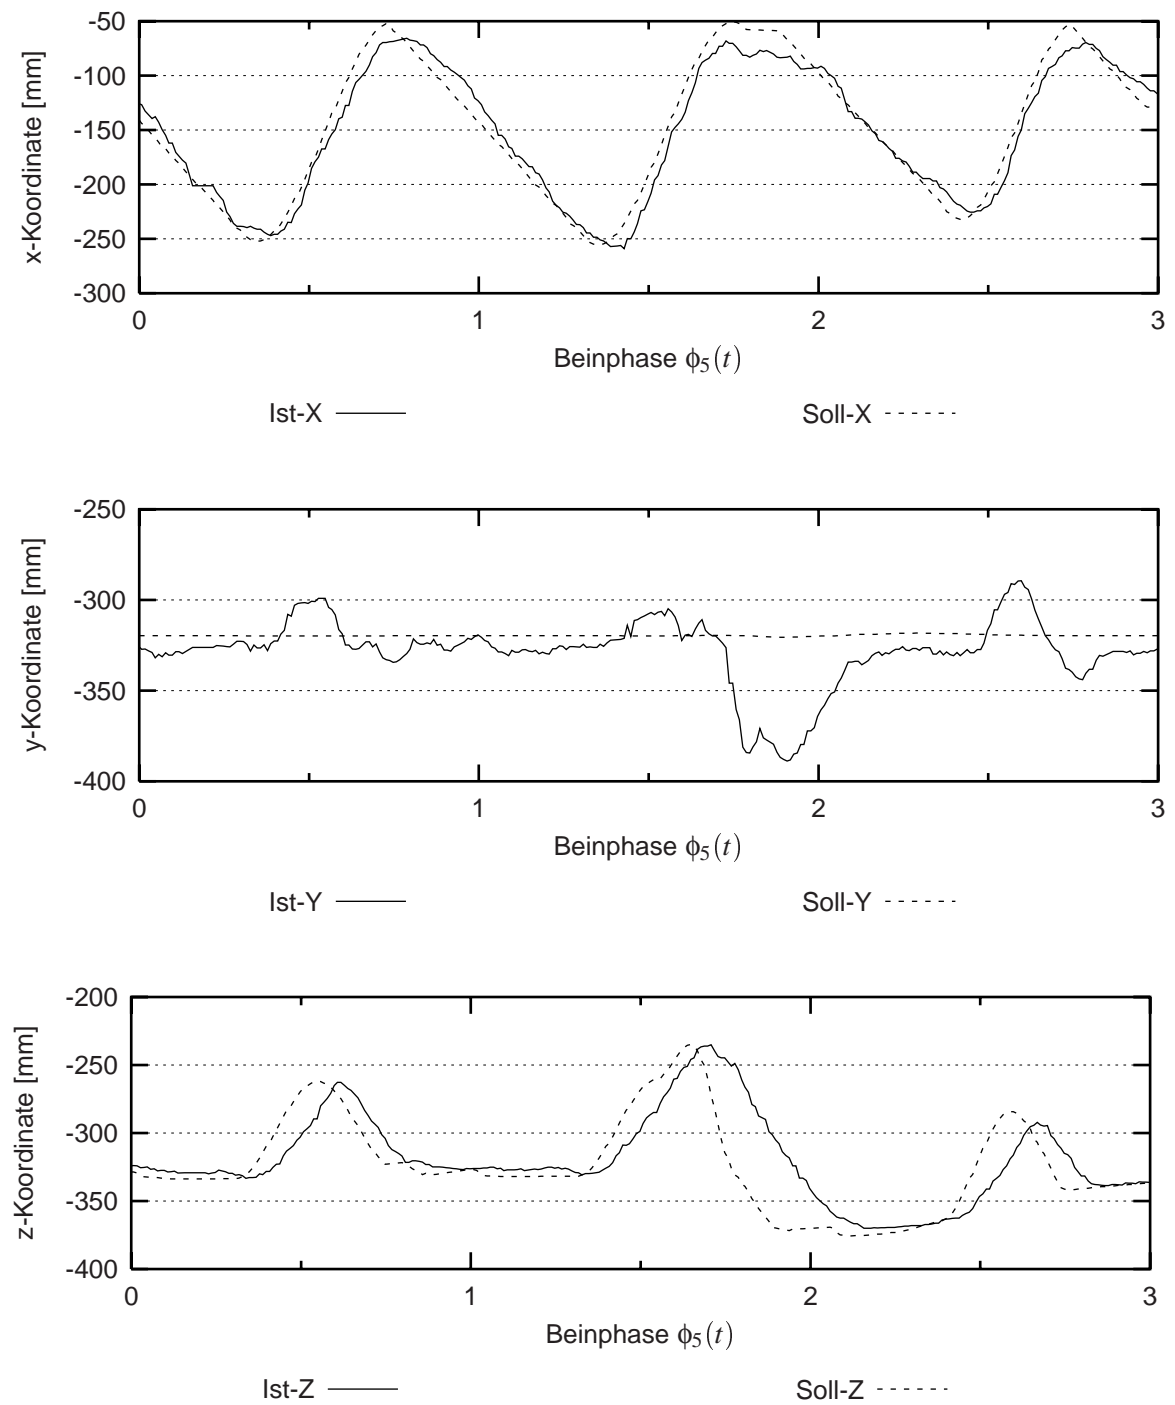 -50
-100
-150
-200
-250
-300
x-Koordinate [mm]
0 1 2 3
Beinphase ϕ5(t)
Ist-X Soll-X
-250
-300
-350
-400
y-Koordinate [mm]
0 1 2 3
Beinphase ϕ5(t)
Ist-Y Soll-Y
-200
-250
-300
-350
-400
z-Koordinate [mm]
0 1 2 3
Beinphase ϕ5(t)
Ist-Z Soll-Z